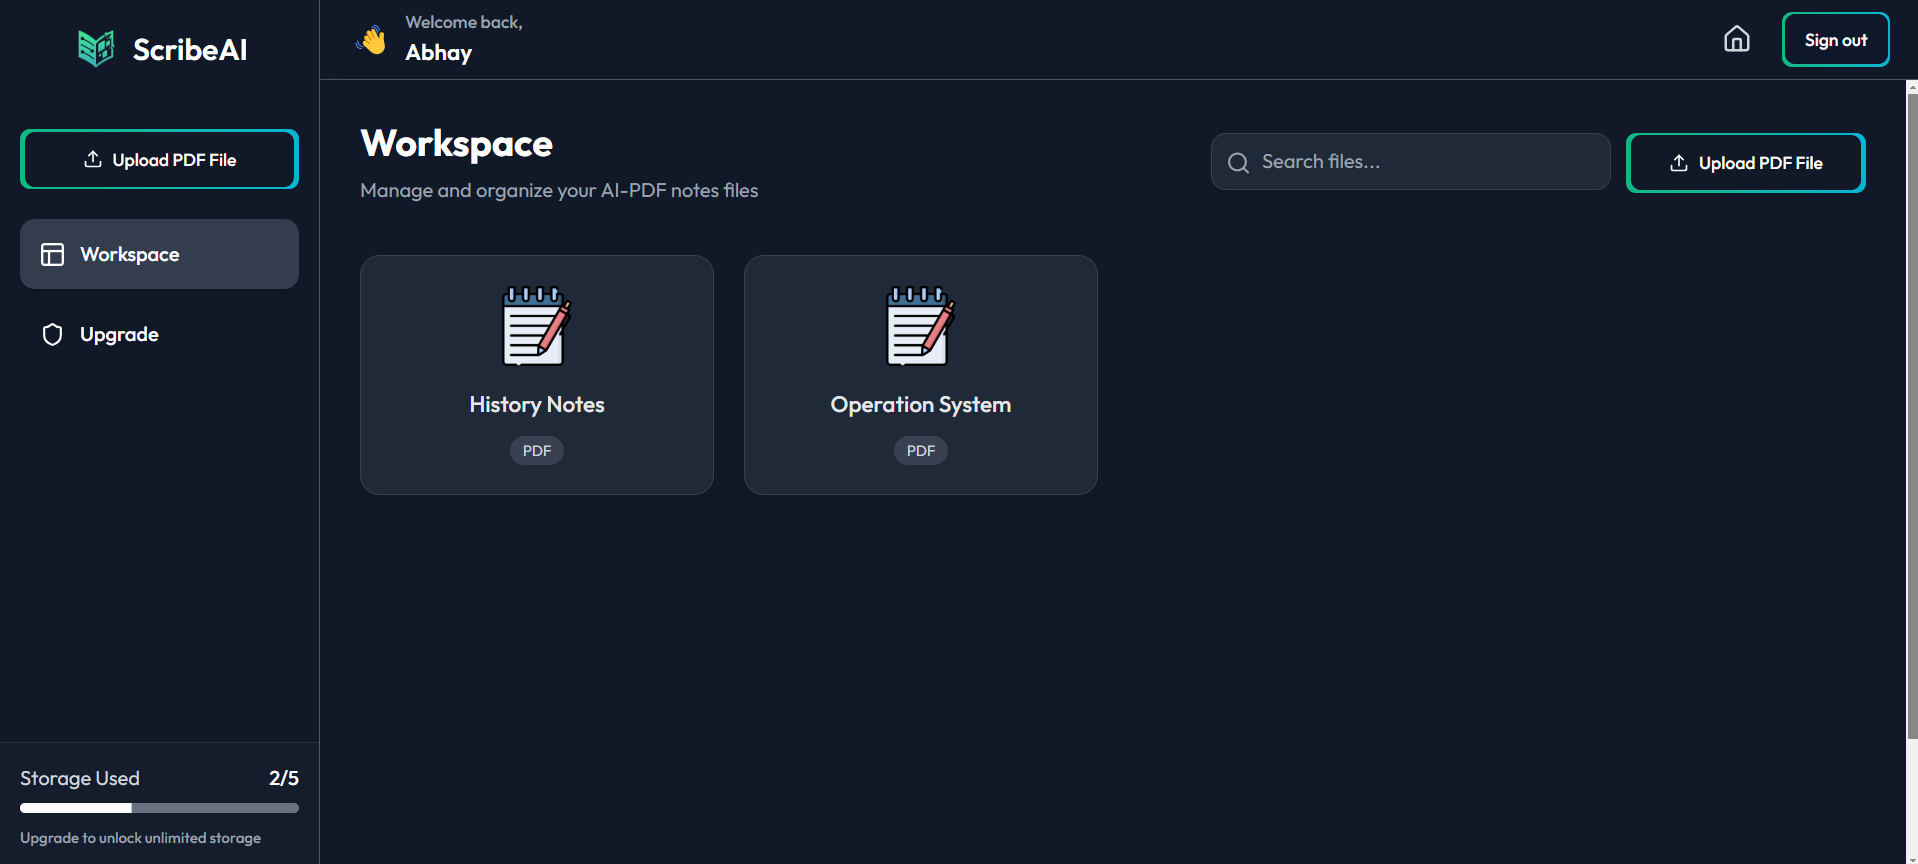 ScribeAI
Upload PDF File
Workspace
Upgrade
Storage Used 2/5
Upgrade to unlock unlimited storage
Welcome back,
Abhay
Sign out
Workspace
Manage and organize your AI-PDF notes files
Search files...
Upload PDF File
History Notes
PDF
Operation System
PDF